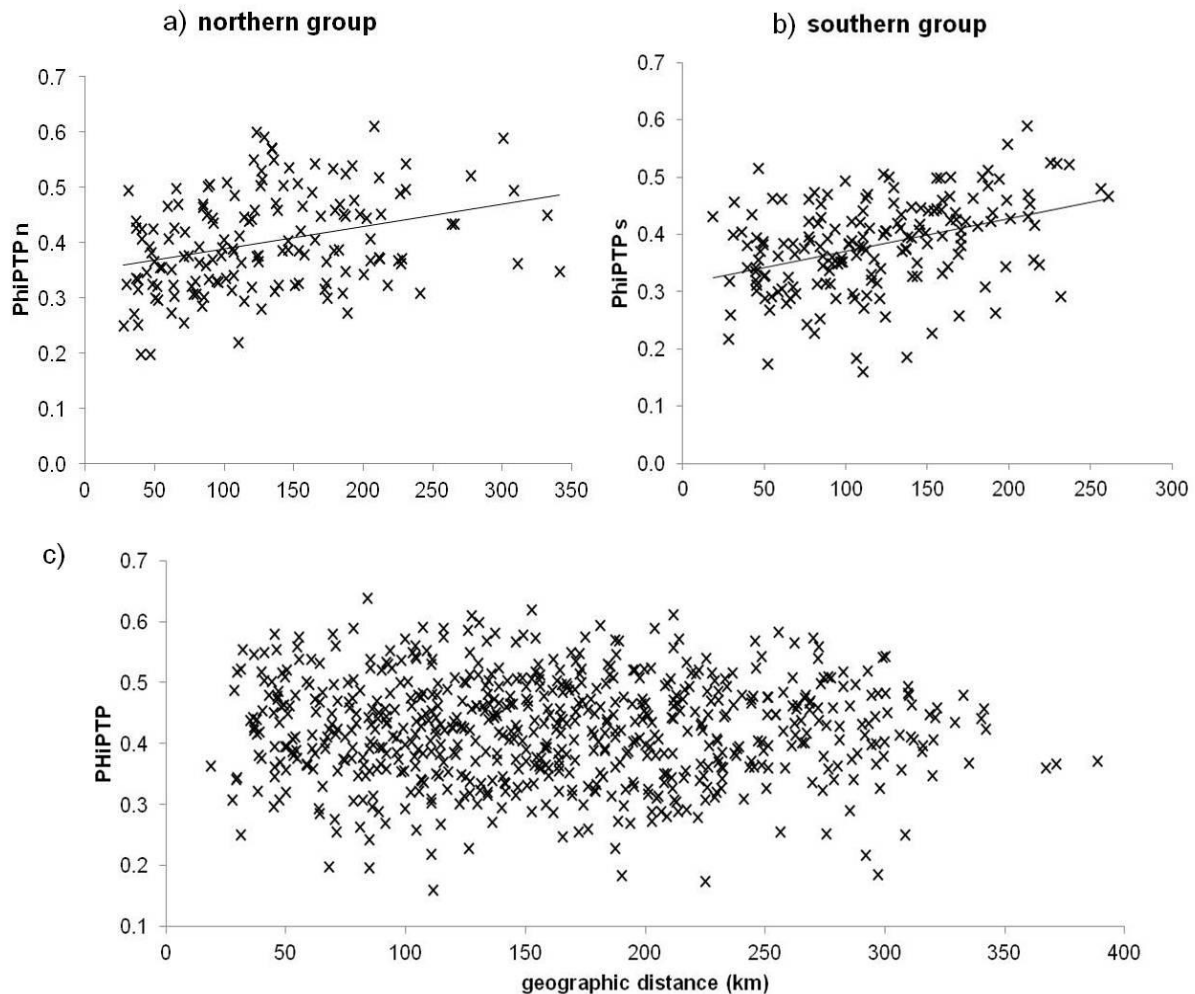 a) northern group
b) southern group
0.7
0.6
0.5
0.4
0.3
0.2
0.1
0.0
PhiPTP n
0 50 100 150 200 250 300 350
0.7
0.6
0.5
0.4
0.3
0.2
0.1
0.0
PhiPTP s
0 50 100 150 200 250 300
c)
0.7
0.6
0.5
0.4
0.3
0.2
0.1
PHiPTP
0 50 100 150 200 250 300 350 400
geographic distance (km)